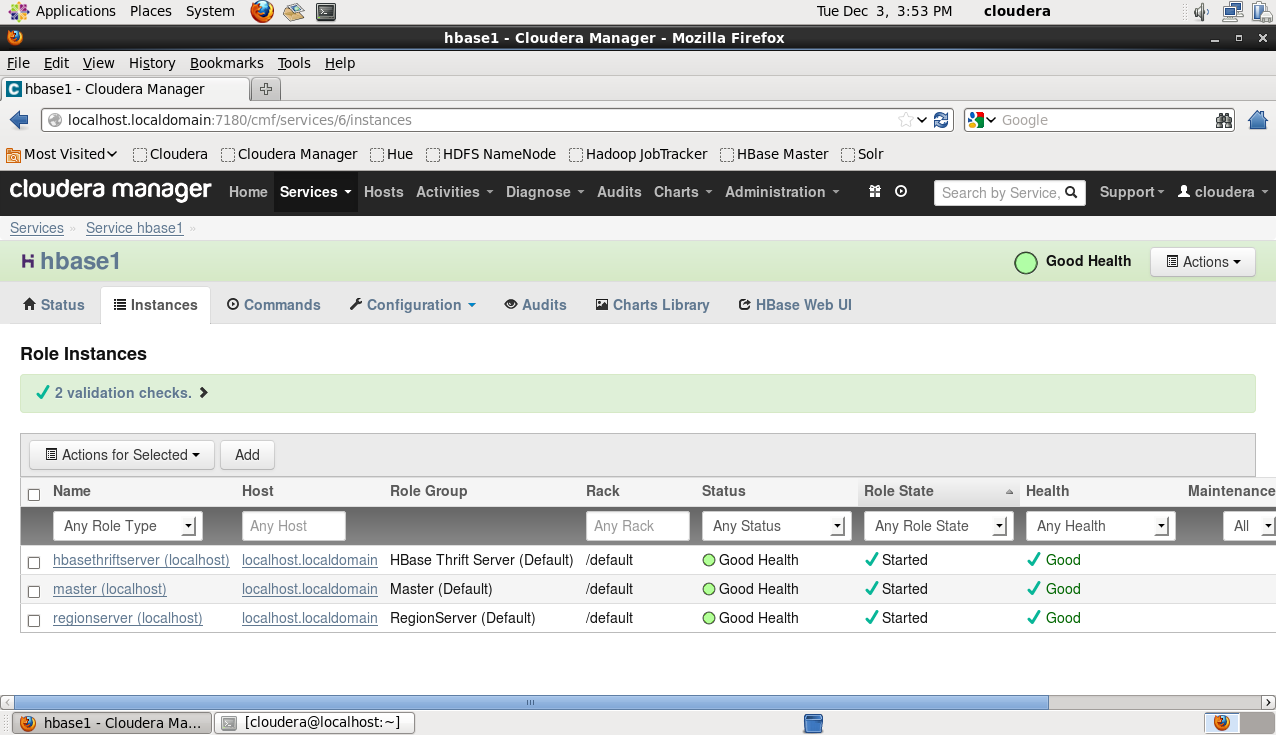 Applications Places System Tue Dec 3, 3:53 PM cloudera
hbase1 - Cloudera Manager - Mozilla Firefox
File Edit View History Bookmarks Tools Help
hbase1 - Cloudera Manager
localhost.localdomain:7180/cmf/services/6/instances Google
Most Visited Cloudera Cloudera Manager Hue HDFS NameNode Hadoop JobTracker HBase Master Solr
cloudera manager Home Services Hosts Activities Diagnose Audits Charts Administration Search by Service, Support cloudera
Services » Service hbase1 »
hbase1 Good Health Actions
Status Instances Commands Configuration Audits Charts Library HBase Web UI
Role Instances
2 validation checks.
Actions for Selected Add
Name Host Role Group Rack Status Role State Health Maintenance
Any Role Type Any Host Any Rack Any Status Any Role State Any Health All
hbasethriftserver (localhost) localhost.localdomain HBase Thrift Server (Default) /default Good Health Started Good
master (localhost) localhost.localdomain Master (Default) /default Good Health Started Good
regionserver (localhost) localhost.localdomain RegionServer (Default) /default Good Health Started Good
hbase1 - Cloudera Ma... [cloudera@localhost:~]